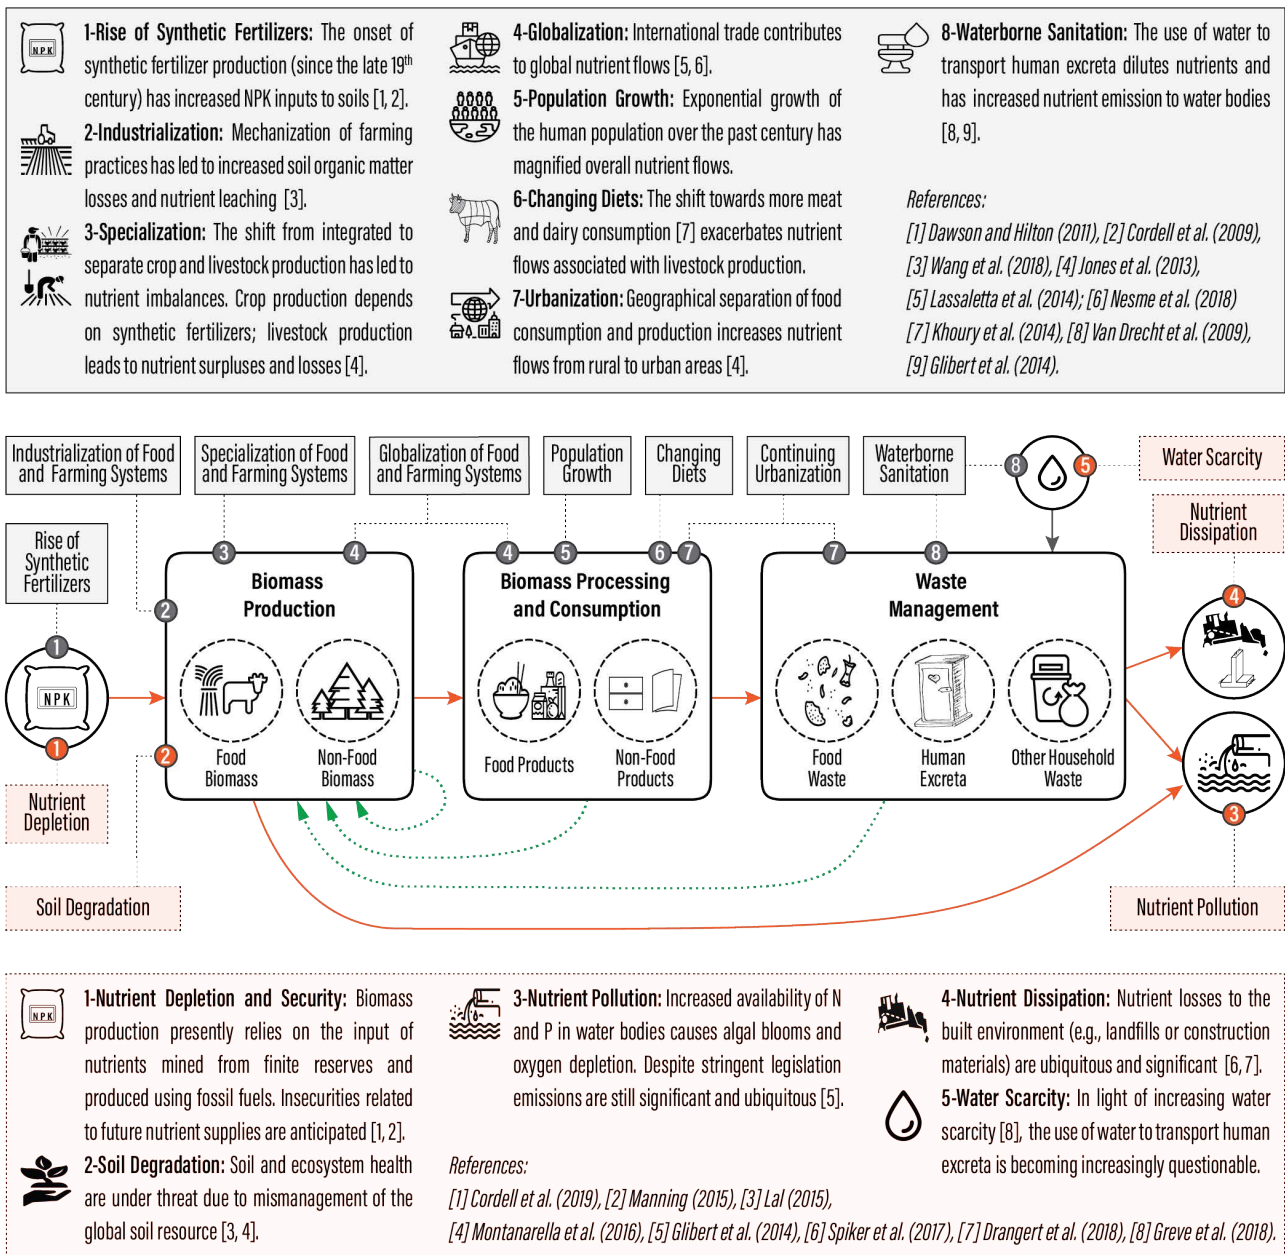 1-Rise of Synthetic Fertilizers: The onset of
synthetic fertilizer production (since the late 19th
century) has increased NPK inputs to soils [1, 2].
2-Industrialization: Mechanization of farming
practices has led to increased soil organic matter
losses and nutrient leaching [3].
3-Specialization: The shift from integrated to
separate crop and livestock production has led to
nutrient imbalances. Crop production depends
on synthetic fertilizers; livestock production
leads to nutrient surpluses and losses [4].
NPK
4-Globalization: International trade contributes
to global nutrient flows [5, 6].
5-Population Growth: Exponential growth of
the human population over the past century has
magnified overall nutrient flows.
6-Changing Diets: The shift towards more meat
and dairy consumption [7] exacerbates nutrient
flows associated with livestock production.
7-Urbanization: Geographical separation of food
consumption and production increases nutrient
flows from rural to urban areas [4].
8-Waterborne Sanitation: The use of water to
transport human excreta dilutes nutrients and
has increased nutrient emission to water bodies
[8, 9].
References:
[1] Dawson and Hilton (2011), [2] Cordell et al. (2009),
[3] Wang et al. (2018), [4] Jones et al. (2013),
[5] Lassaletta et al. (2014); [6] Nesme et al. (2018)
[7] Khoury et al. (2014), [8] Van Drecht et al. (2009),
[9] Glibert et al. (2014).
Industrialization of Food
and Farming Systems
Specialization of Food
and Farming Systems
Globalization of Food
and Farming Systems
Population
Growth
Changing
Diets
Continuing
Urbanization
Waterborne
Sanitation
8
5
Water Scarcity
Nutrient
Dissipation
Rise of
Synthetic
Fertilizers
3
4
4
5
6
7
7
8
Biomass
Production
Biomass Processing
and Consumption
Waste
Management
2
4
1
NPK
1
2
Food
Biomass
Non-Food
Biomass
Food Products
Non-Food
Products
Food
Waste
Human
Excreta
Other Household
Waste
3
Nutrient
Depletion
Soil Degradation
Nutrient Pollution
NPK
1-Nutrient Depletion and Security: Biomass
production presently relies on the input of
nutrients mined from finite reserves and
produced using fossil fuels. Insecurities related
to future nutrient supplies are anticipated [1, 2].
2-Soil Degradation: Soil and ecosystem health
are under threat due to mismanagement of the
global soil resource [3, 4].
3-Nutrient Pollution: Increased availability of N
and P in water bodies causes algal blooms and
oxygen depletion. Despite stringent legislation
emissions are still significant and ubiquitous [5].
4-Nutrient Dissipation: Nutrient losses to the
built environment (e.g., landfills or construction
materials) are ubiquitous and significant [6, 7].
5-Water Scarcity: In light of increasing water
scarcity [8], the use of water to transport human
excreta is becoming increasingly questionable.
References:
[1] Cordell et al. (2019), [2] Manning (2015), [3] Lal (2015),
[4] Montanarella et al. (2016), [5] Glibert et al. (2014), [6] Spiker et al. (2017), [7] Drangert et al. (2018), [8] Greve et al. (2018).